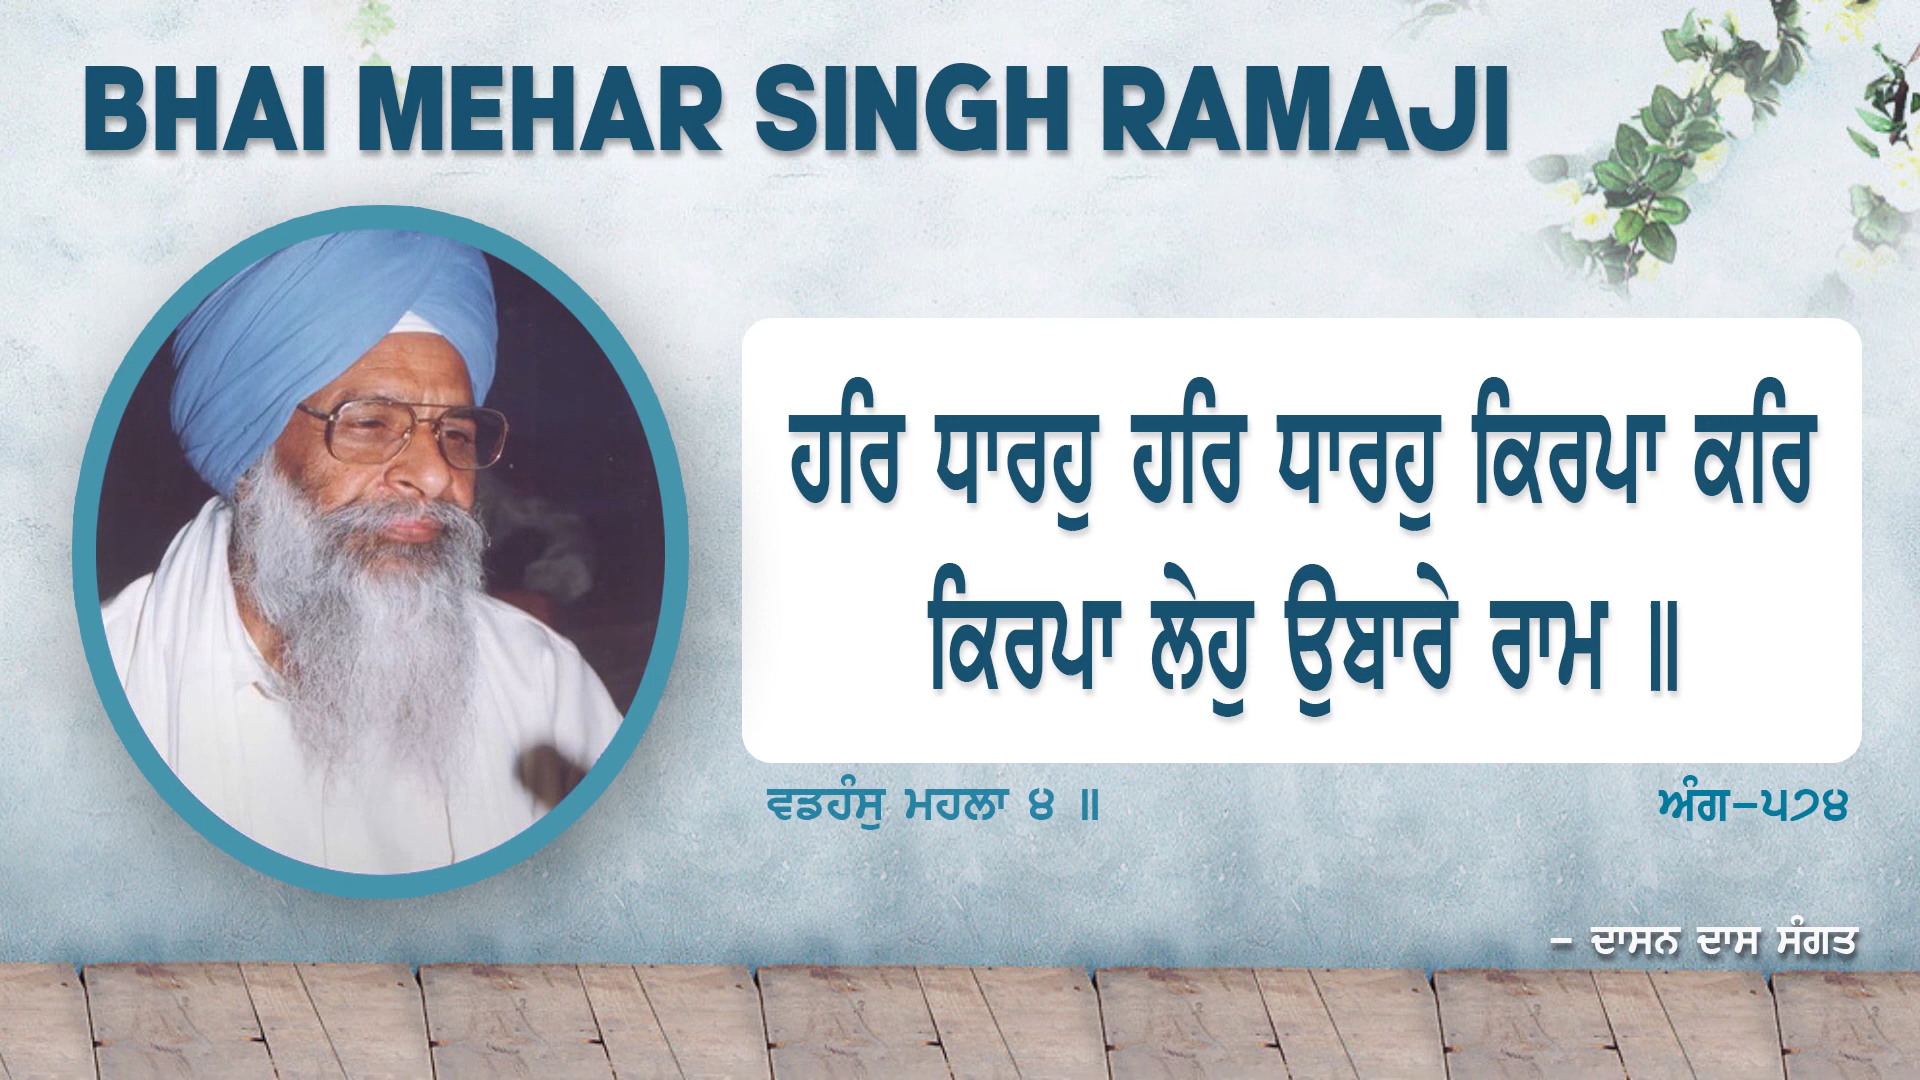 BHAI MEHAR SINGH RAMAJI
ਹਰਿ ਧਾਰਹੁ ਹਰਿ ਧਾਰਹੁ ਕਿਰਪਾ ਕਰਿ
ਕਿਰਪਾ ਲੇਹੁ ਉਬਾਰੇ ਰਾਮ ॥
ਵਡਹੰਸੁ ਮਹਲਾ ੪ ॥
ਅੰਗ-੫੭੪
- ਦਾਸਨ ਦਾਸ ਸੰਗਤ